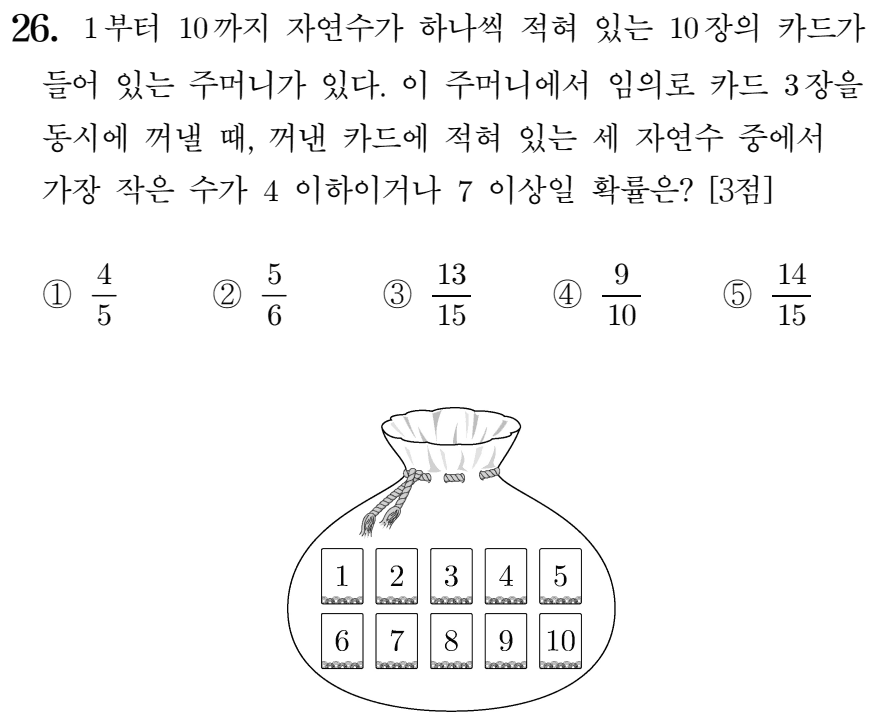 26. 1부터 10까지 자연수가 하나씩 적혀 있는 10장의 카드가
들어 있는 주머니가 있다. 이 주머니에서 임의로 카드 3장을
동시에 꺼낼 때, 꺼낸 카드에 적혀 있는 세 자연수 중에서
가장 작은 수가 4 이하이거나 7 이상일 확률은? [3점]
① 4/5 ② 5/6 ③ 13/15 ④ 9/10 ⑤ 14/15
1 2 3 4 5
6 7 8 9 10